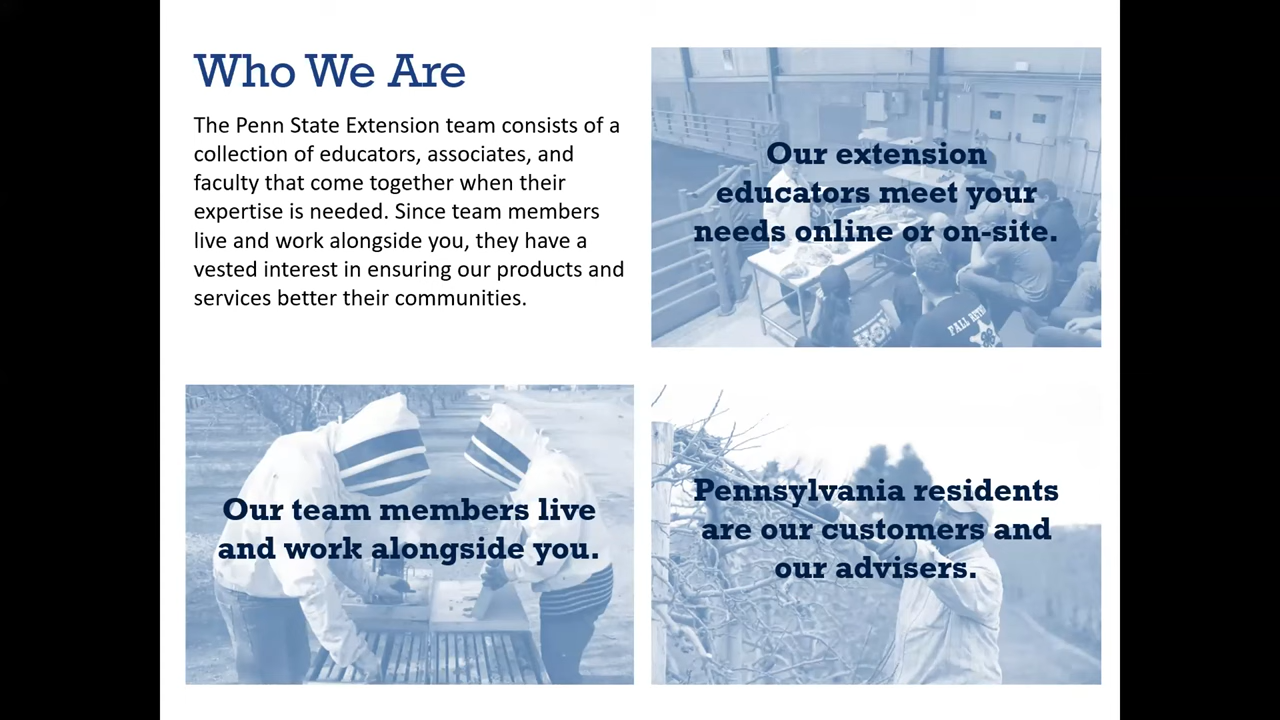 Who We Are
The Penn State Extension team consists of a
collection of educators, associates, and
faculty that come together when their
expertise is needed. Since team members
live and work alongside you, they have a
vested interest in ensuring our products and
services better their communities.
Our extension
educators meet your
needs online or on-site.
FALL
Our team members live
and work alongside you.
Pennsylvania residents
are our customers and
our advisers.